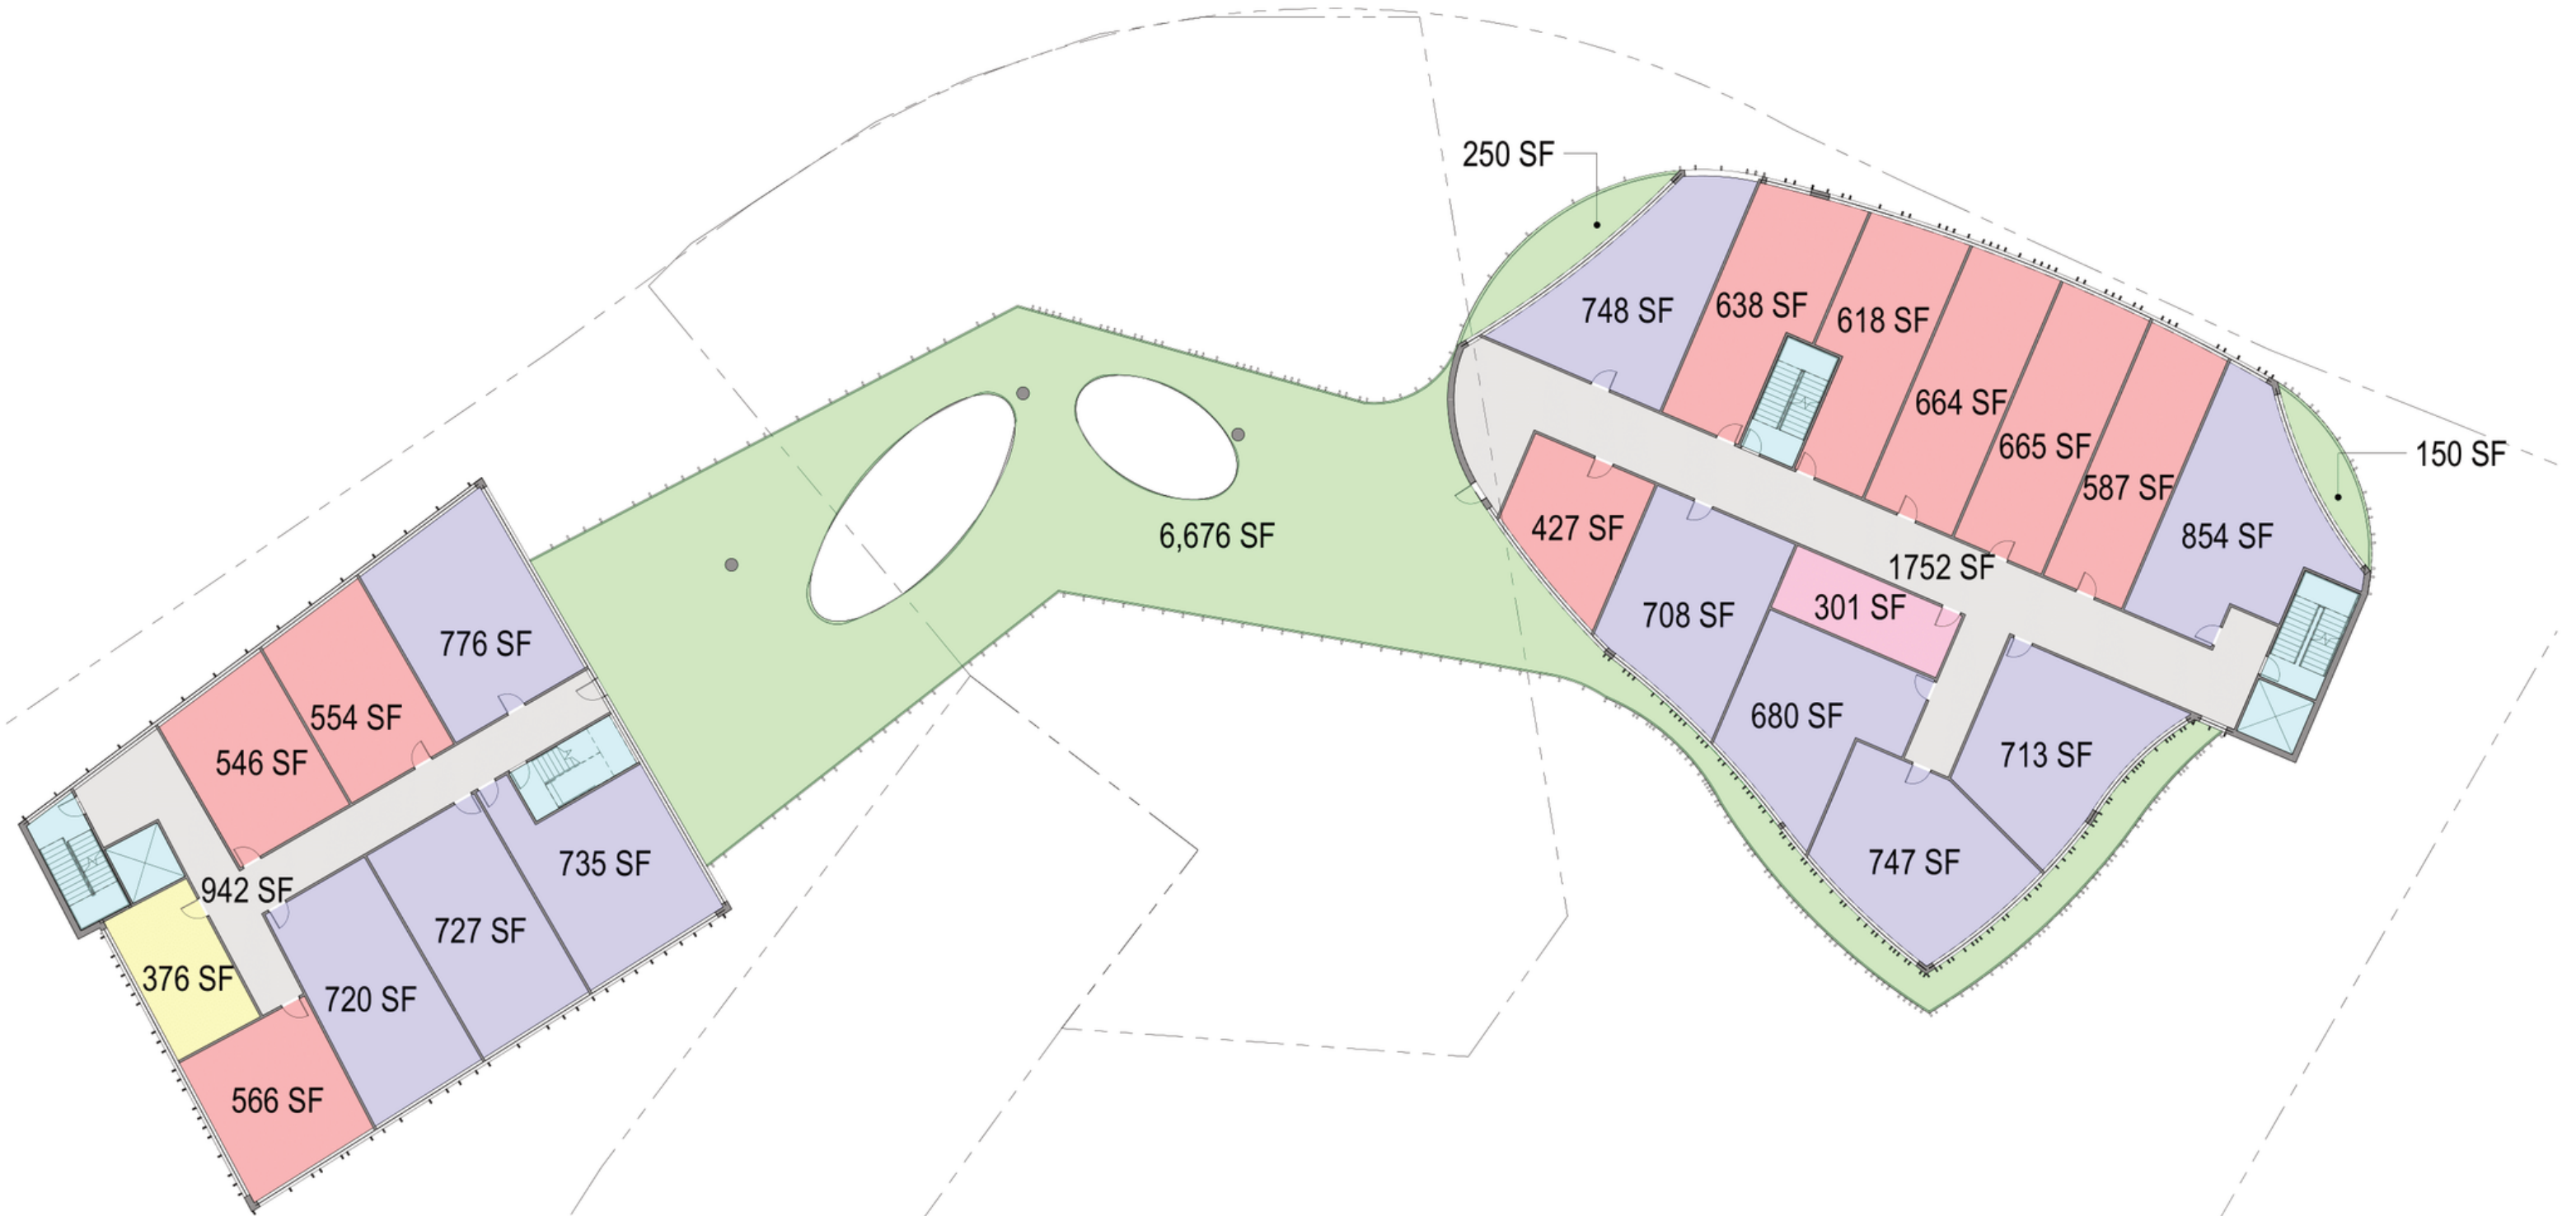 250 SF
748 SF
638 SF
618 SF
664 SF
665 SF
587 SF
854 SF
150 SF
427 SF
6,676 SF
1752 SF
708 SF
301 SF
680 SF
713 SF
747 SF
776 SF
554 SF
546 SF
942 SF
735 SF
727 SF
720 SF
376 SF
566 SF